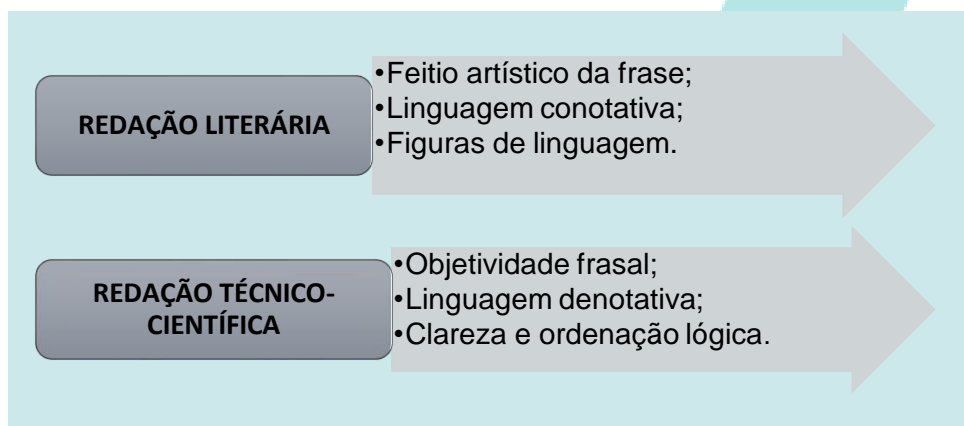 REDAÇÃO LITERÁRIA
•Feitio artístico da frase;
•Linguagem conotativa;
•Figuras de linguagem.
REDAÇÃO TÉCNICO-
CIENTÍFICA
•Objetividade frasal;
•Linguagem denotativa;
•Clareza e ordenação lógica.